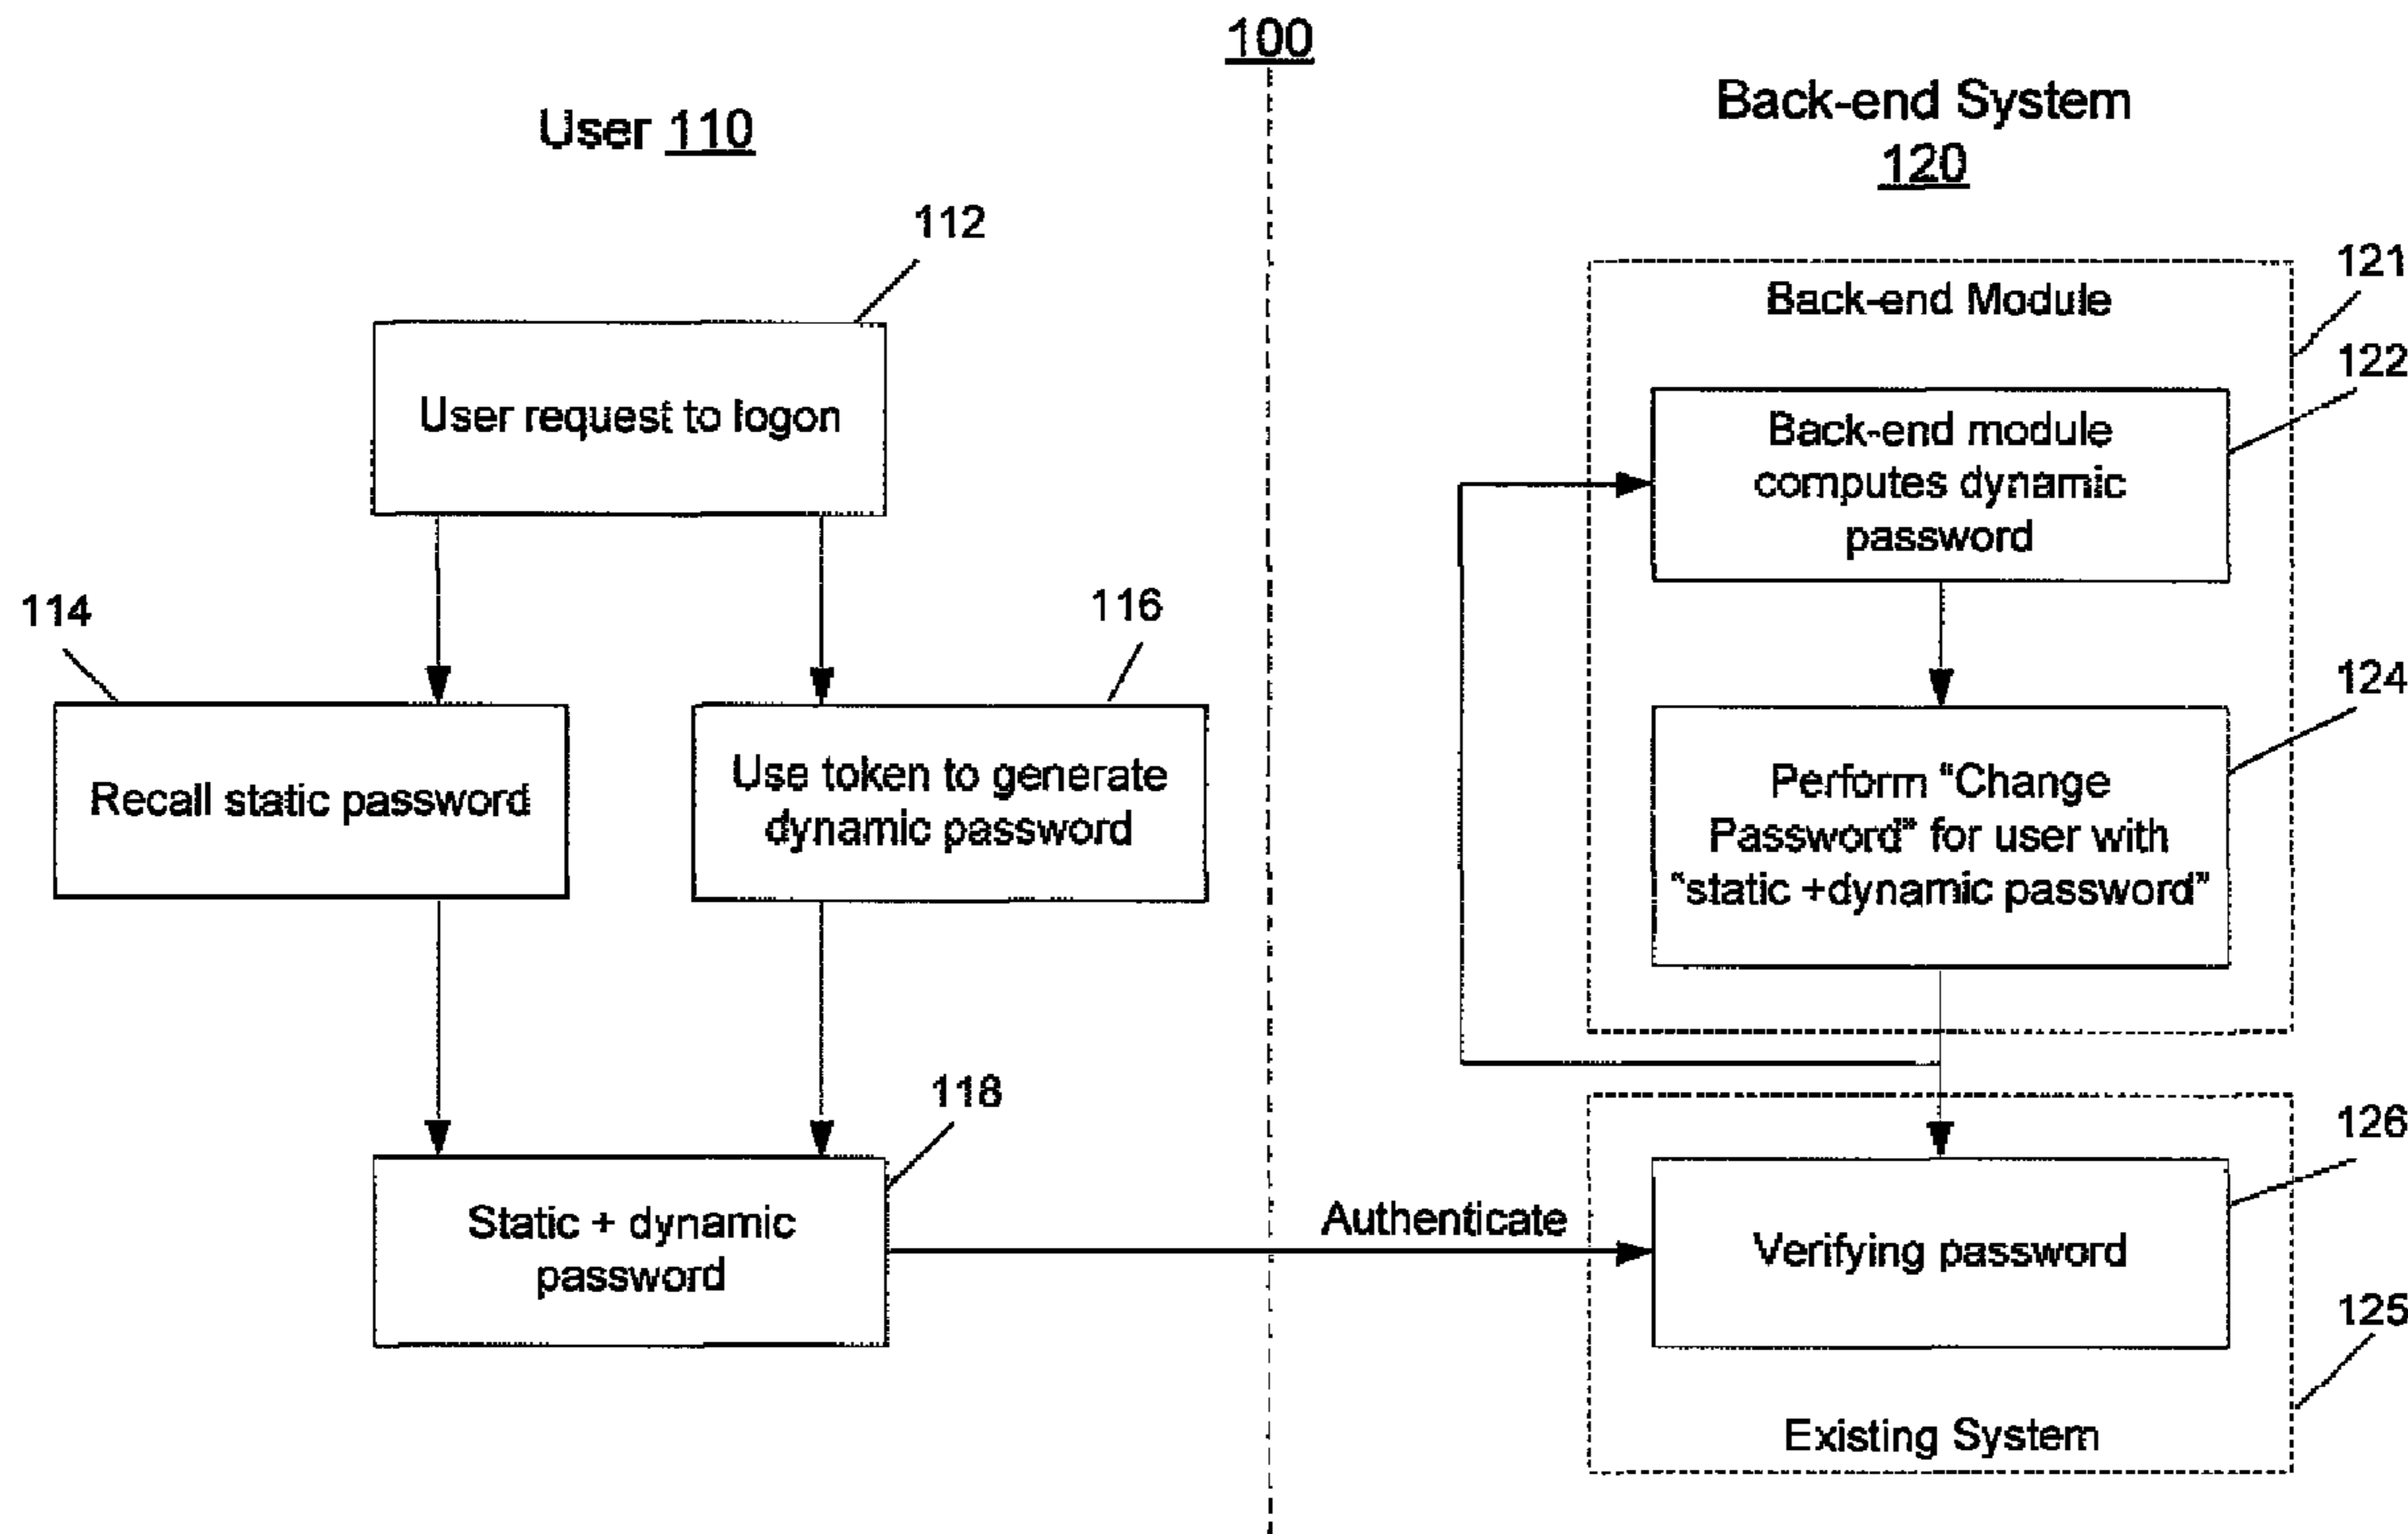 100
User 110
Back-end System
120
112
User request to logon
114
Recall static password
116
Use token to generate
dynamic password
118
Static + dynamic
password
Authenticate
121
Back-end Module
122
Back-end module
computes dynamic
password
124
Perform “Change
Password” for user with
“static +dynamic password”
126
Verifying password
125
Existing System